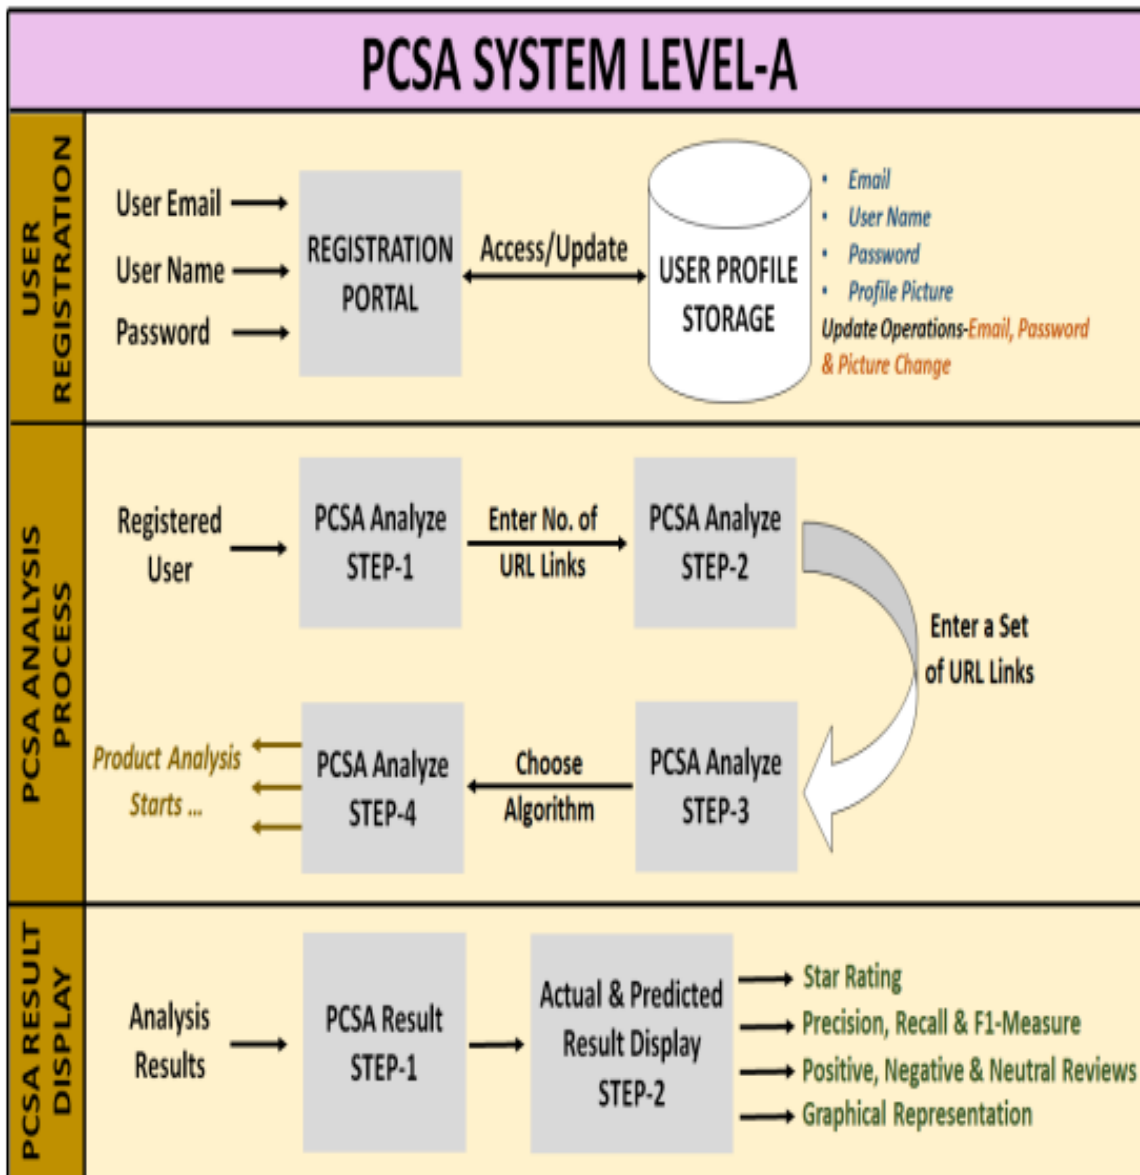 PCSA SYSTEM LEVEL-A
USER
REGISTRATION
User Email
User Name
Password
REGISTRATION
PORTAL
Access/Update
USER PROFILE
STORAGE
• Email
• User Name
• Password
• Profile Picture
Update Operations-Email, Password
& Picture Change
PCSA ANALYSIS
PROCESS
Registered
User
PCSA Analyze
STEP-1
Enter No. of
URL Links
PCSA Analyze
STEP-2
Enter a Set
of URL Links
PCSA Analyze
STEP-3
Choose
Algorithm
PCSA Analyze
STEP-4
Product Analysis
Starts ...
PCSA RESULT
DISPLAY
Analysis
Results
PCSA Result
STEP-1
Actual & Predicted
Result Display
STEP-2
Star Rating
Precision, Recall & F1-Measure
Positive, Negative & Neutral Reviews
Graphical Representation